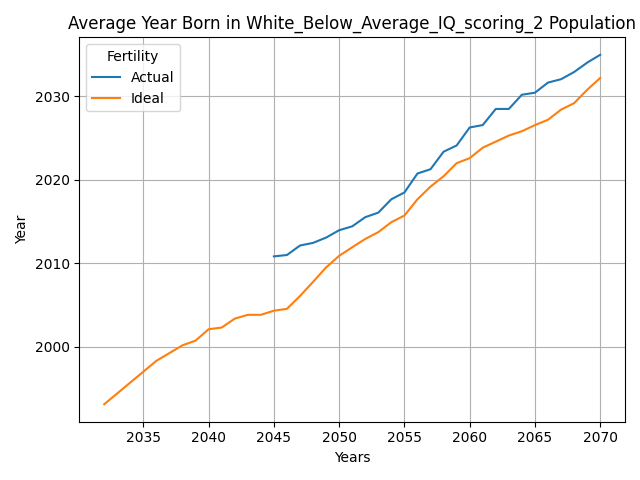 Average Year Born in White_Below_Average_IQ_scoring_2 Population
Fertility
Actual
Ideal
2030
2020
2010
2000
Year
2035 2040 2045 2050 2055 2060 2065 2070
Years